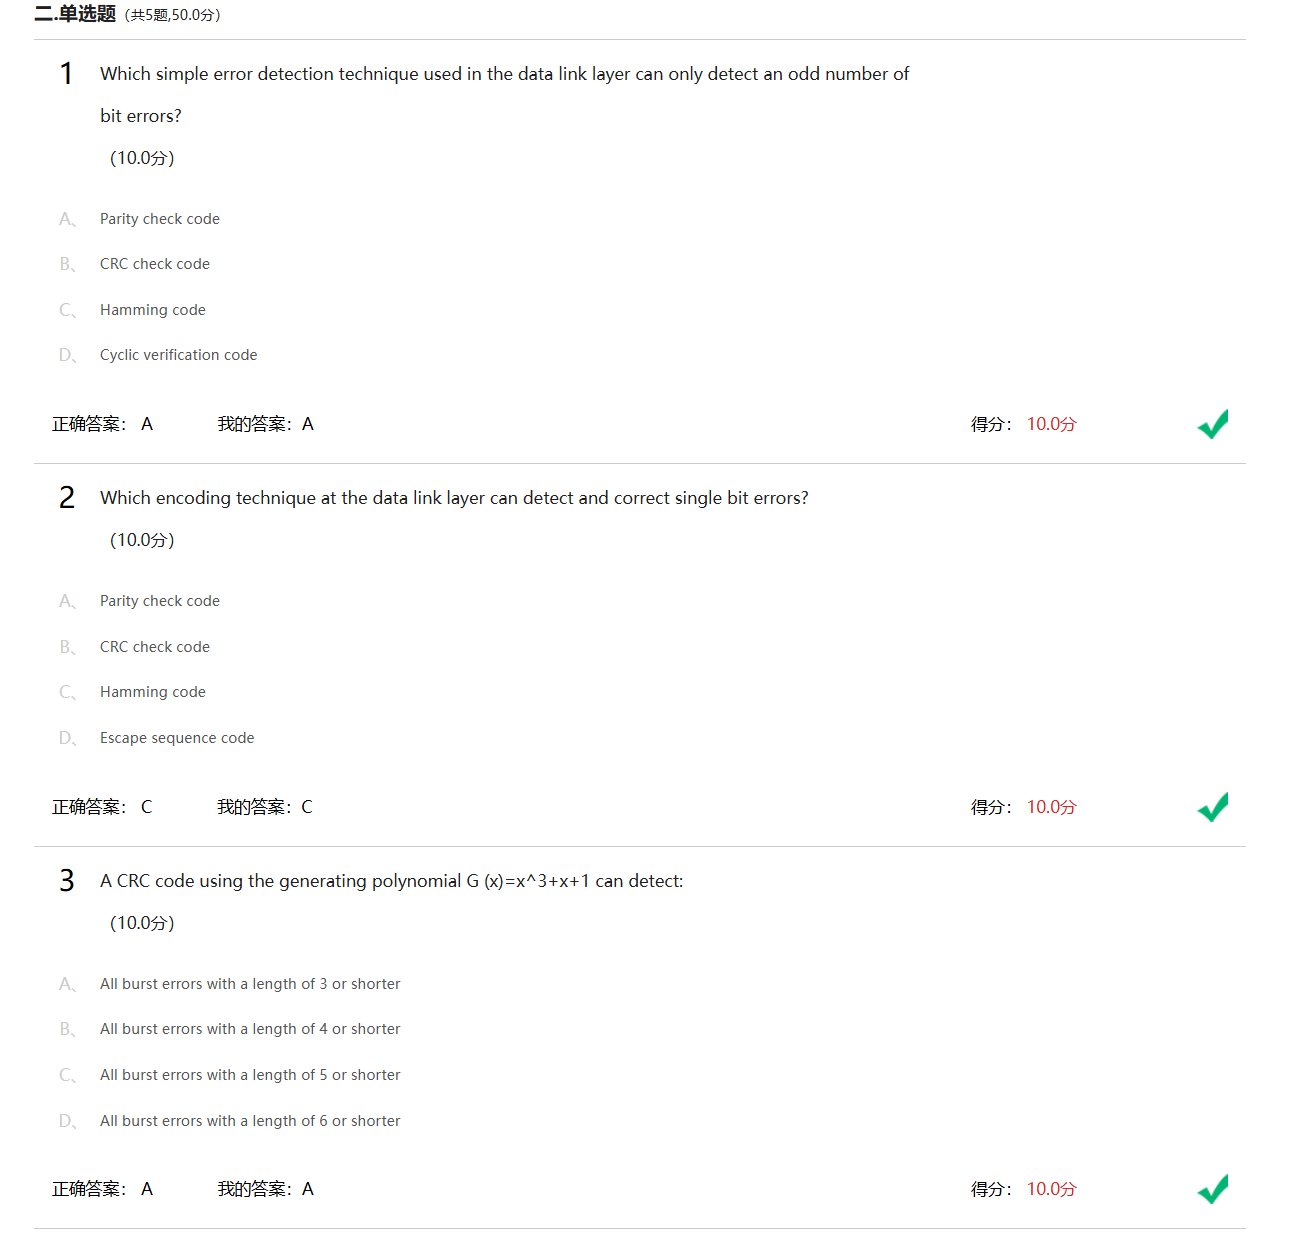 二.单选题（共5题,50.0分）
1 Which simple error detection technique used in the data link layer can only detect an odd number of
bit errors?
（10.0分）
A、 Parity check code
B、 CRC check code
C、 Hamming code
D、 Cyclic verification code
正确答案： A 我的答案：A 得分： 10.0分
2 Which encoding technique at the data link layer can detect and correct single bit errors?
（10.0分）
A、 Parity check code
B、 CRC check code
C、 Hamming code
D、 Escape sequence code
正确答案： C 我的答案：C 得分： 10.0分
3 A CRC code using the generating polynomial G (x)=x^3+x+1 can detect:
（10.0分）
A、 All burst errors with a length of 3 or shorter
B、 All burst errors with a length of 4 or shorter
C、 All burst errors with a length of 5 or shorter
D、 All burst errors with a length of 6 or shorter
正确答案： A 我的答案：A 得分： 10.0分